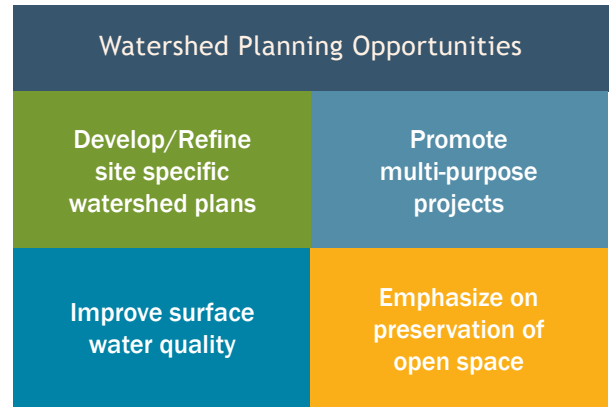 Watershed Planning Opportunities
Develop/Refine
site specific
watershed plans
Promote
multi-purpose
projects
Improve surface
water quality
Emphasize on
preservation of
open space